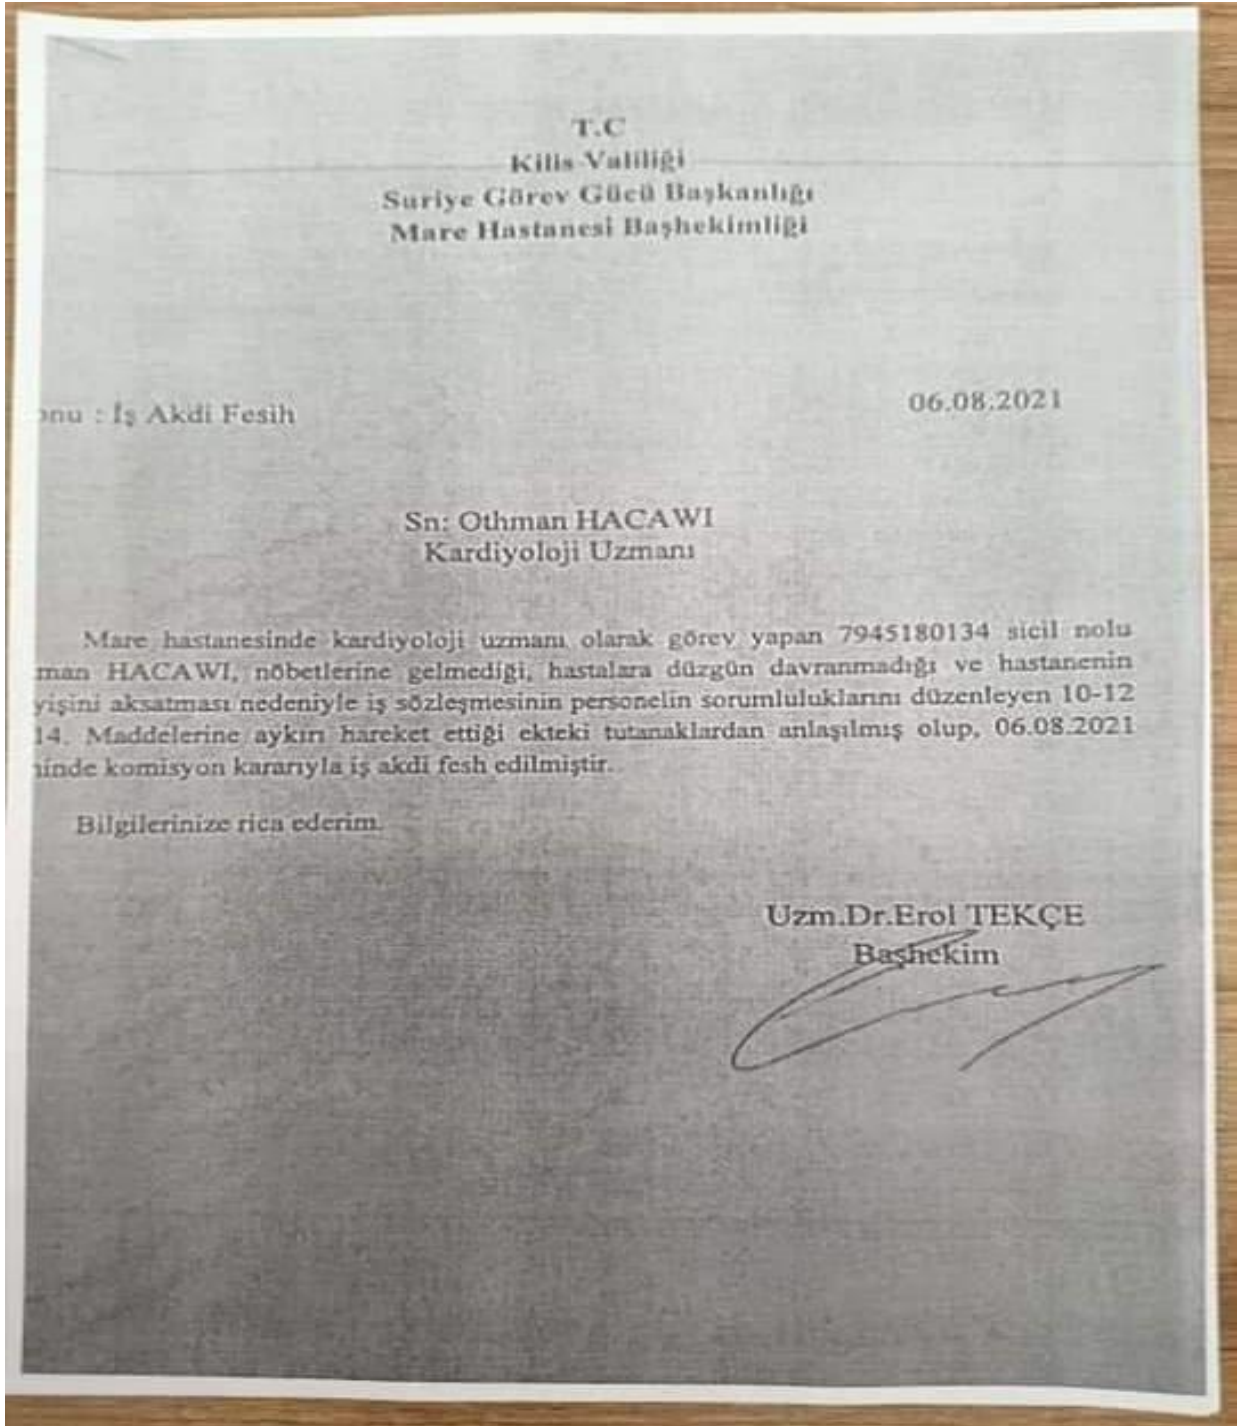 T.C
Kilis Valiliği
Suriye Görev Gücü Başkanlığı
Mare Hastanesi Başhekimliği
onu : İş Akdi Fesih
06.08.2021
Sn: Othman HACAWI
Kardiyoloji Uzmanı
Mare hastanesinde kardiyoloji uzmanı olarak görev yapan 7945180134 sicil nolu
man HACAWI, nöbetlerine gelmediği, hastalara düzgün davranmadığı ve hastanenin
yişini aksatması nedeniyle iş sözleşmesinin personelin sorumluluklarını düzenleyen 10-12
14. Maddelerine aykırı hareket ettiği ekteki tutanaklardan anlaşılmış olup, 06.08.2021
inde komisyon kararıyla iş akdi fesh edilmiştir.
Bilgilerinize rica ederim.
Uzm.Dr.Erol TEKÇE
Başhekim